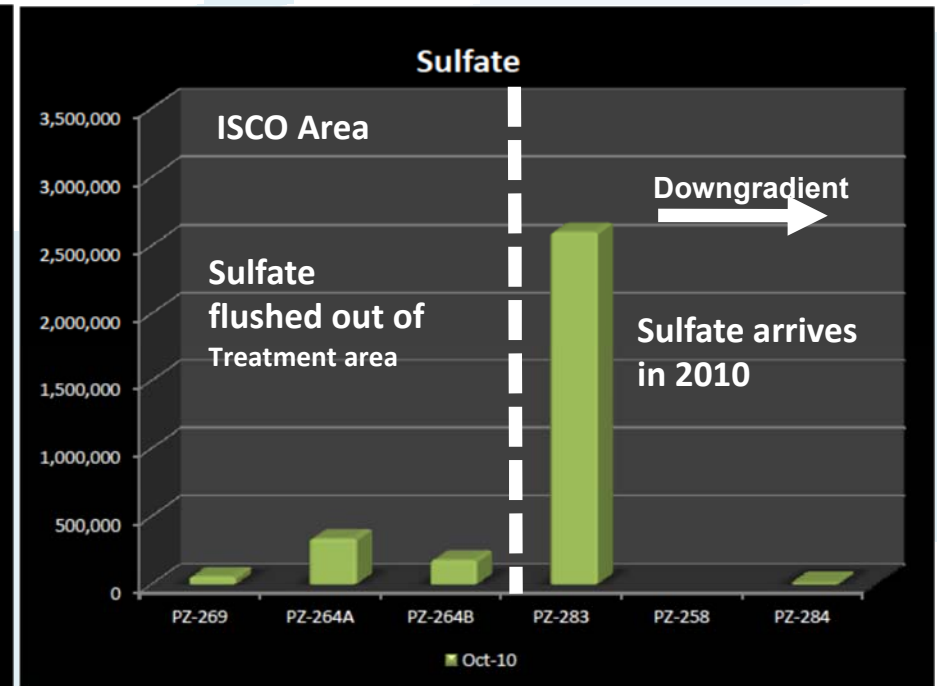 Sulfate
3,500,000
3,000,000
2,500,000
2,000,000
1,500,000
1,000,000
500,000
0
ISCO Area
Downgradient
Sulfate
flushed out of
Treatment area
Sulfate arrives
in 2010
PZ-269 PZ-264A PZ-264B PZ-283 PZ-258 PZ-284
Oct-10